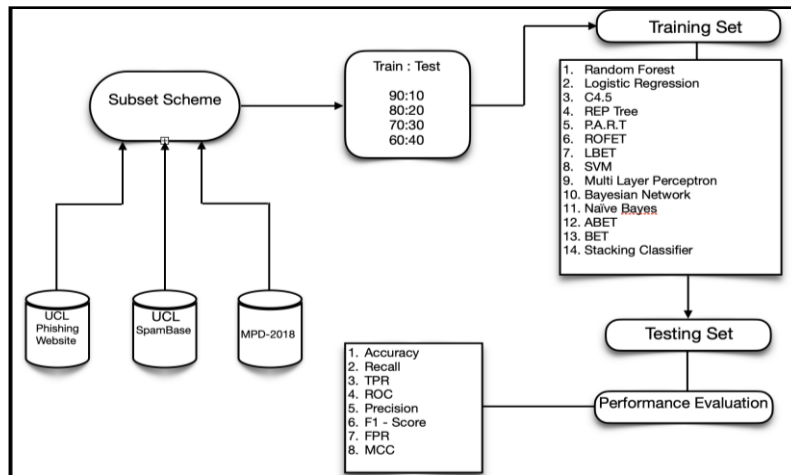 Training Set
Train : Test
90:10
80:20
70:30
60:40
Subset Scheme
1. Random Forest
2. Logistic Regression
3. C4.5
4. REP Tree
5. P.A.R.T
6. ROFET
7. LBET
8. SVM
9. Multi Layer Perceptron
10. Bayesian Network
11. Naïve Bayes
12. ABET
13. BET
14. Stacking Classifier
UCL
Phishing
Website
UCL
SpamBase
MPD-2018
Testing Set
Performance Evaluation
1. Accuracy
2. Recall
3. TPR
4. ROC
5. Precision
6. F1 - Score
7. FPR
8. MCC